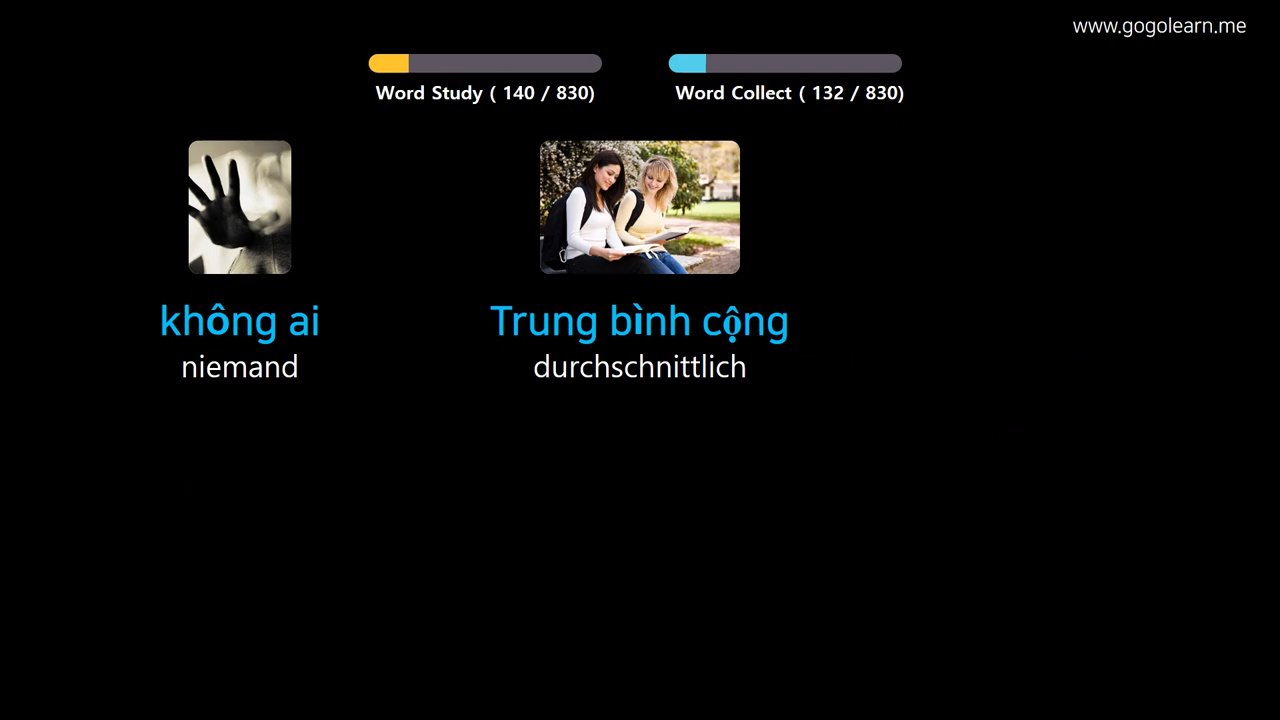 www.gogolearn.me
Word Study ( 140 / 830)
Word Collect ( 132 / 830)
không ai
Trung bình cộng
niemand
durchschnittlich